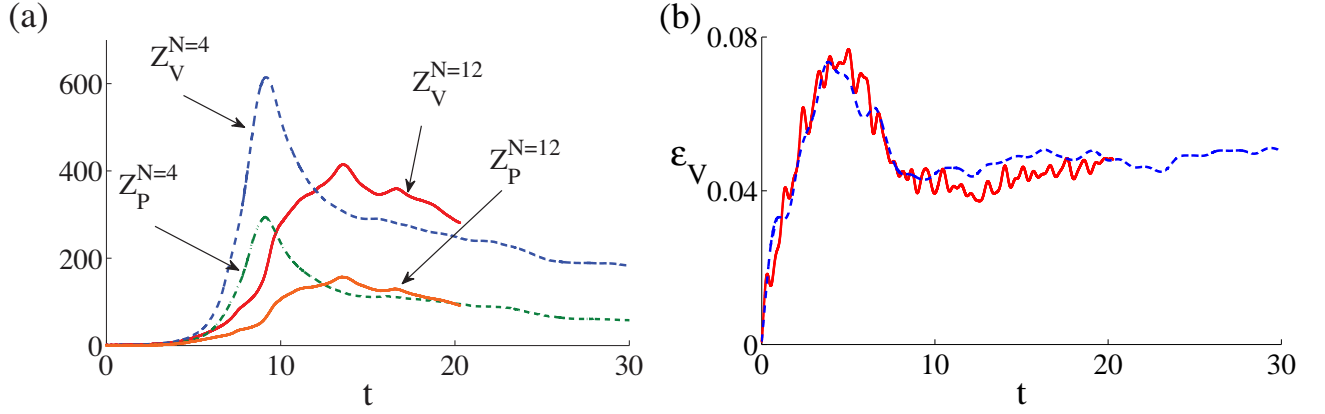 (a)
Z_V^{N=4}
Z_V^{N=12}
Z_P^{N=4}
Z_P^{N=12}
600
400
200
0
0 10 20 30
t
(b)
0.08
ε_V
0.04
0
0 10 20 30
t